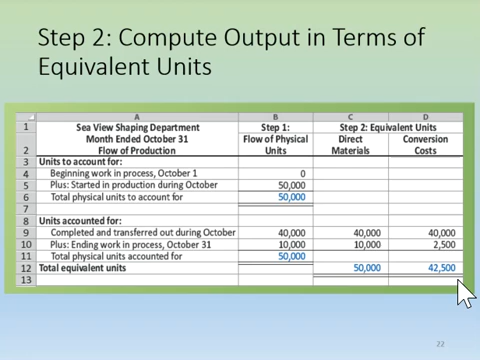 Step 2: Compute Output in Terms of
Equivalent Units
A B C D
1 Sea View Shaping Department Step 1: Step 2: Equivalent Units
Month Ended October 31 Flow of Physical Direct Conversion
2 Flow of Production Units Materials Costs
3 Units to account for:
4 Beginning work in process, October 1 0
5 Plus: Started in production during October 50,000
6 Total physical units to account for 50,000
7
8 Units accounted for:
9 Completed and transferred out during October 40,000 40,000 40,000
10 Plus: Ending work in process, October 31 10,000 10,000 2,500
11 Total physical units accounted for 50,000
12 Total equivalent units 50,000 42,500
13
22